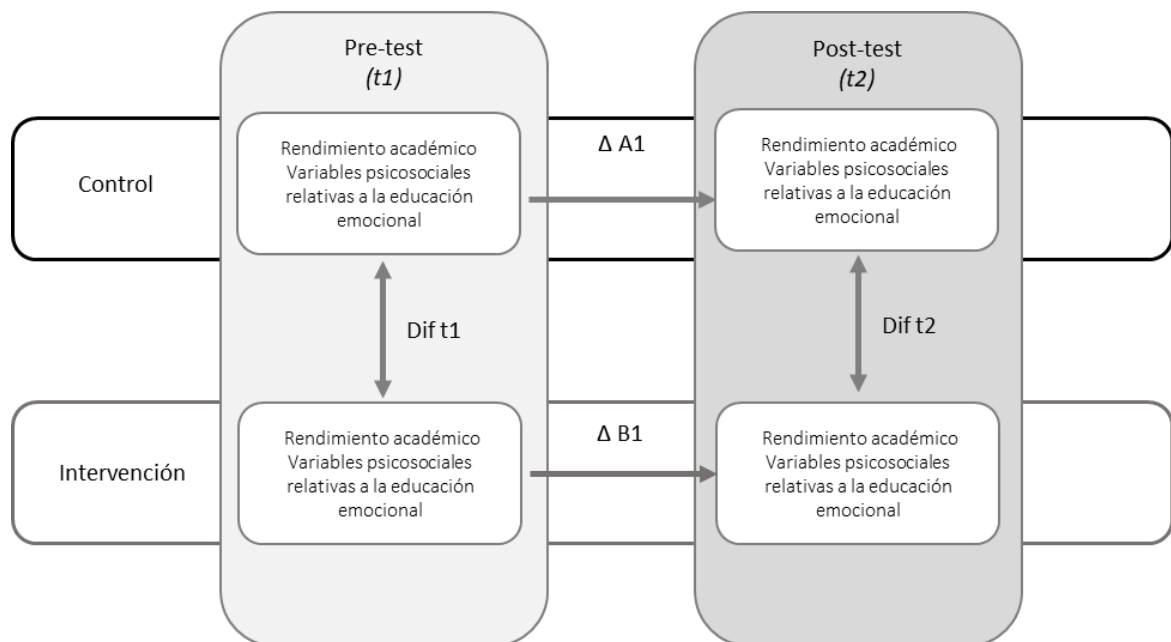 Pre-test
(t1)
Post-test
(t2)
Control
Rendimiento académico
Variables psicosociales
relativas a la educación
emocional
Δ A1
Rendimiento académico
Variables psicosociales
relativas a la educación
emocional
Dif t1
Dif t2
Intervención
Rendimiento académico
Variables psicosociales
relativas a la educación
emocional
Δ B1
Rendimiento académico
Variables psicosociales
relativas a la educación
emocional